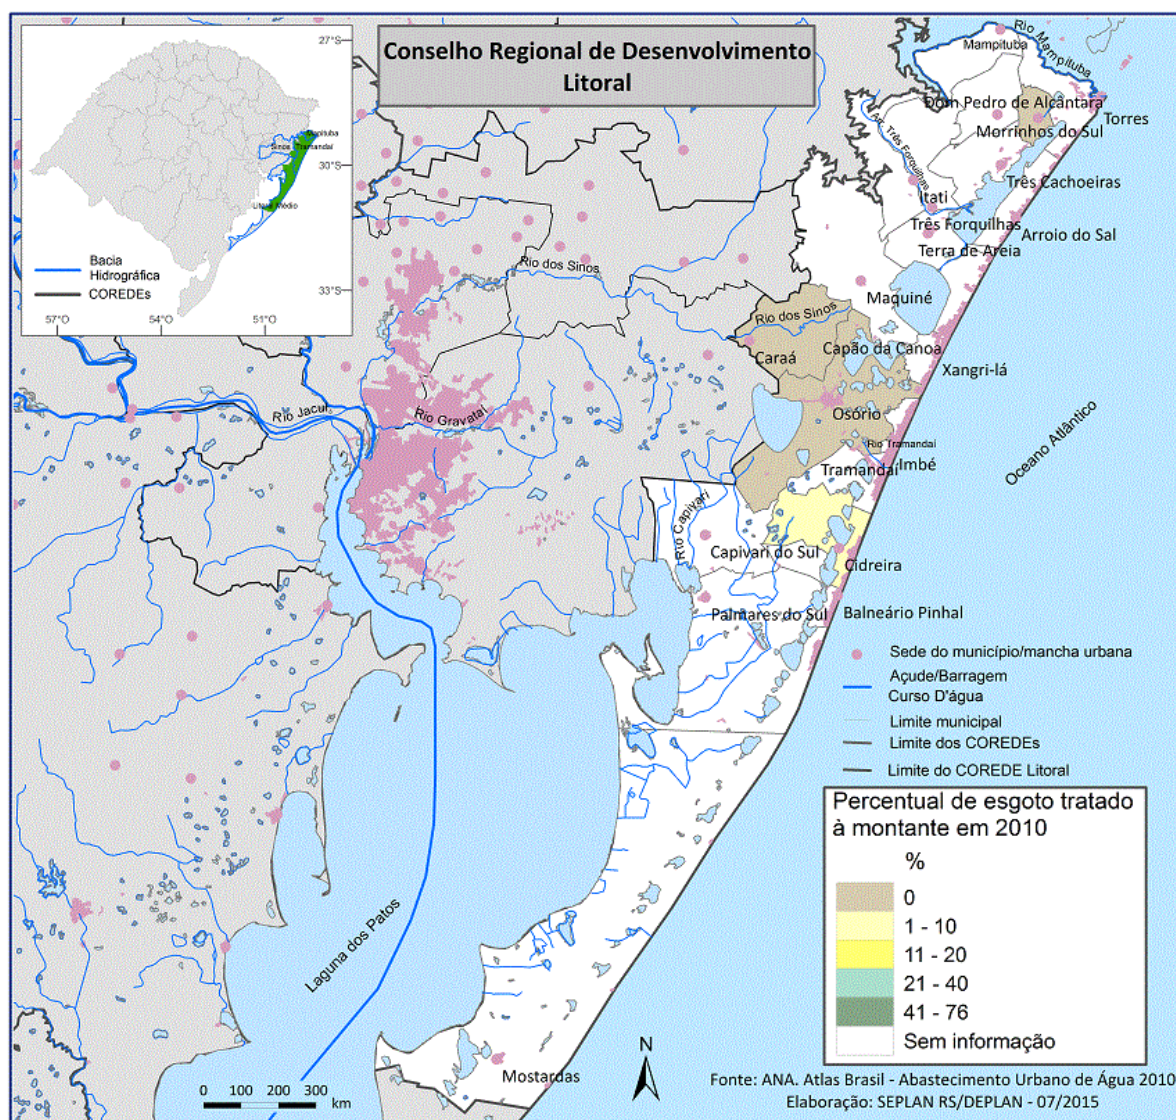 Conselho Regional de Desenvolvimento
Litoral
27°S
30°S
33°S
57°O
54°O
51°O
Mapituba
Sinos
Tramandaí
Litoral Médio
Bacia
Hidrográfica
COREDEs
Rio Mampituba
Mampituba
Dom Pedro de Alcântara
Torres
Morrinhos do Sul
Arr. Três Forquilhas
Três Cachoeiras
Itati
Três Forquilhas
Arroio do Sal
Terra de Areia
Rio dos Sinos
Maquiné
Rio dos Sinos
Caraá
Capão da Canoa
Xangri-lá
Rio Jacuí
Rio Gravataí
Osório
Rio Tramandaí
Imbé
Tramandaí
Oceano Atlântico
Rio Capivari
Capivari do Sul
Cidreira
Palmares do Sul
Balneário Pinhal
Laguna dos Patos
Mostardas
Sede do município/mancha urbana
Açude/Barragem
Curso D'água
Limite municipal
Limite dos COREDEs
Limite do COREDE Litoral
Percentual de esgoto tratado
à montante em 2010
%
0
1 - 10
11 - 20
21 - 40
41 - 76
Sem informação
N
0 100 200 300
km
Fonte: ANA. Atlas Brasil - Abastecimento Urbano de Água 2010
Elaboração: SEPLAN RS/DEPLAN - 07/2015